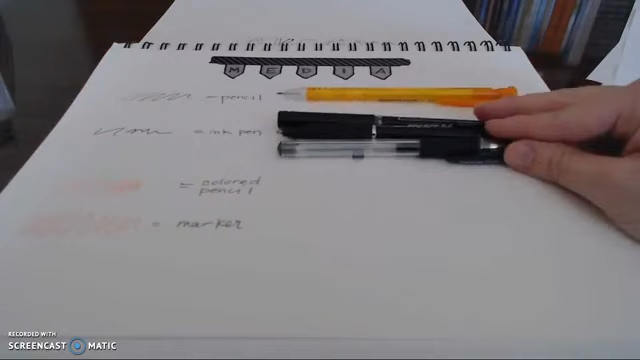 MEDIA
= pencil
= ink pen
= colored
pencil
= marker
RECORDED WITH
SCREENCAST MATIC